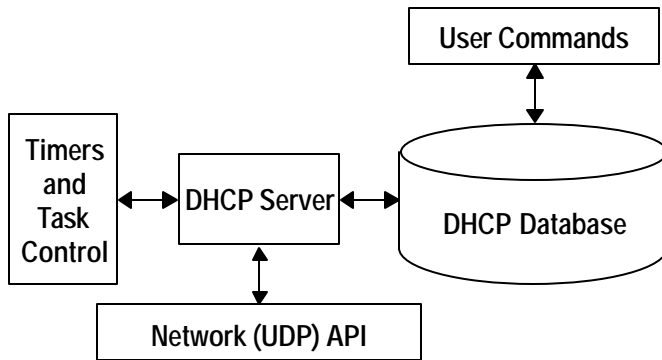 User Commands
Timers
and
Task
Control
DHCP Server
DHCP Database
Network (UDP) API